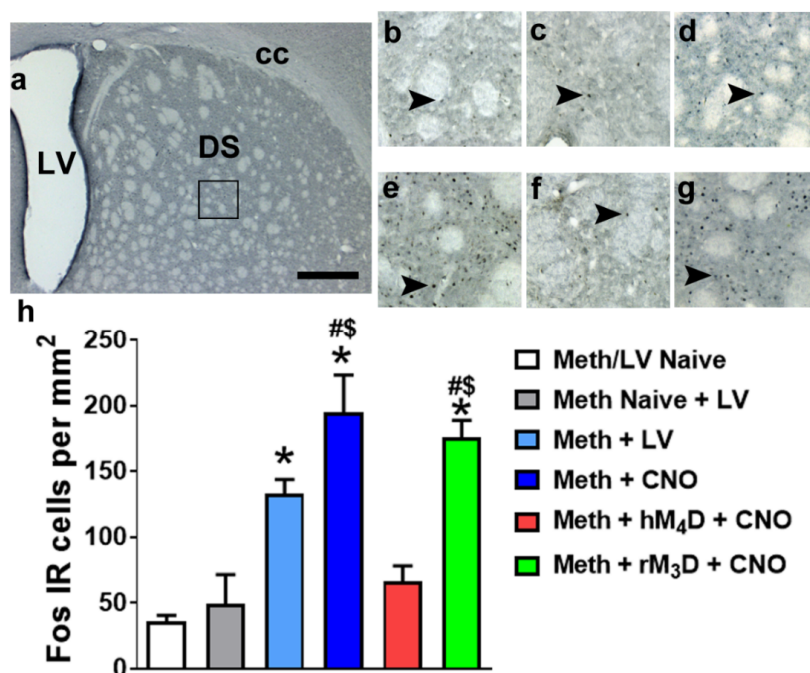 a
LV
DS
cc
b
c
d
e
f
g
h
Fos IR cells per mm²
250
200
150
100
50
0
*
#$
*
#$
*
Meth/LV Naive
Meth Naive + LV
Meth + LV
Meth + CNO
Meth + hM₄D + CNO
Meth + rM₃D + CNO